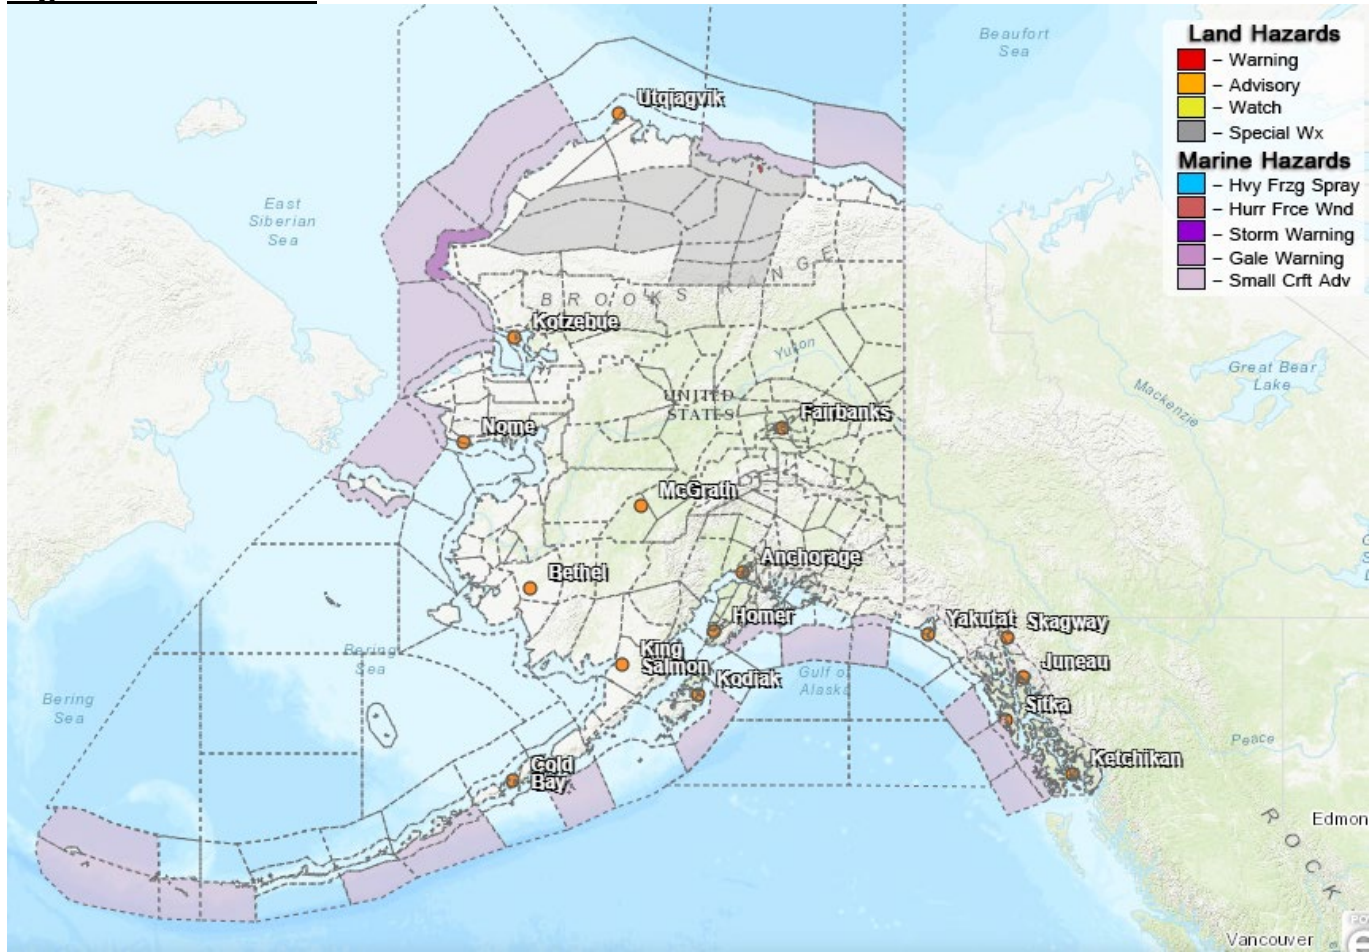 Beaufort
Sea
Land Hazards
– Warning
– Advisory
– Watch
– Special Wx
Marine Hazards
– Hvy Frzg Spray
– Hurr Frce Wnd
– Storm Warning
– Gale Warning
– Small Crft Adv
Utqiagvik
East
Siberian
Sea
BROOKS RANGE
Kotzebue
Yukon
Great Bear
Lake
Mackenzie
UNITED
STATES
Fairbanks
Nome
McGrath
Anchorage
Bethel
Homer
Yakutat
Skagway
King
Salmon
Juneau
Bering
Sea
Kodiak
Gulf of
Alaska
Bering
Sea
Sitka
Peace
Ketchikan
Cold
Bay
ROCK
Edmon
Vancouver